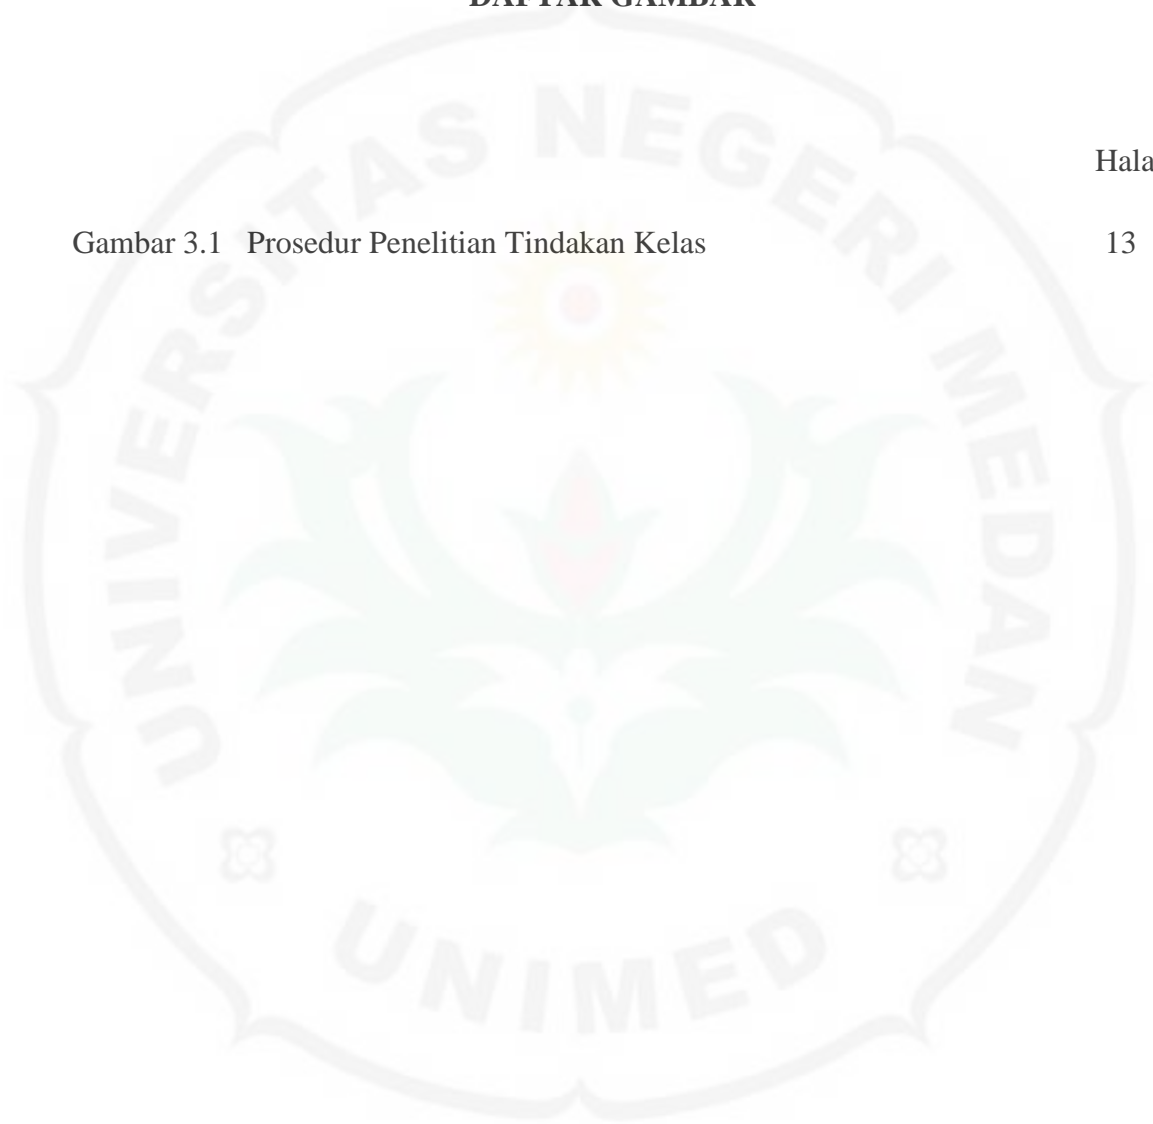 DAFTAR GAMBAR
Hala
Gambar 3.1 Prosedur Penelitian Tindakan Kelas 13
UNIVERSITAS NEGERI MEDAN
UNIMED